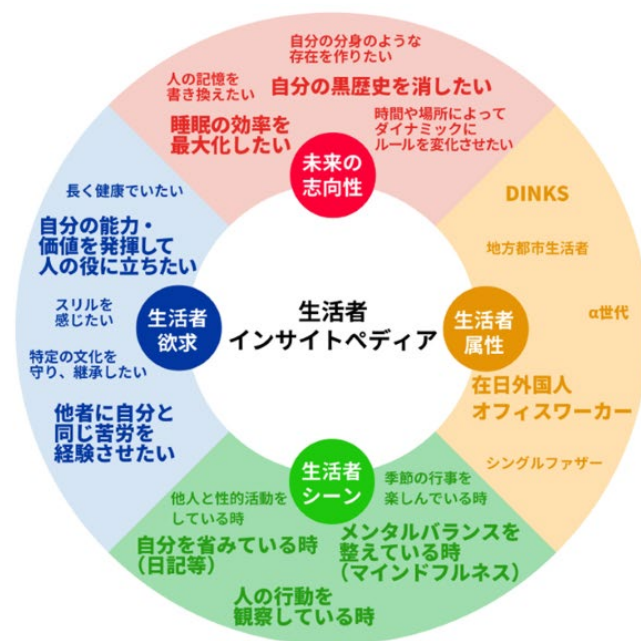 自分の分身のような
存在を作りたい
人の記憶を
書き換えたい
自分の黒歴史を消したい
睡眠の効率を
最大化したい
時間や場所によって
ダイナミックに
ルールを変化させたい
未来の
志向性
DINKS
地方都市生活者
α世代
在日外国人
オフィスワーカー
シングルファザー
生活者
属性
長く健康でいたい
自分の能力・
価値を発揮して
人の役に立ちたい
スリルを
感じたい
特定の文化を
守り、継承したい
他者に自分と
同じ苦労を
経験させたい
生活者
欲求
生活者
インサイトペディア
生活者
シーン
季節の行事を
楽しんでいる時
他人と性的活動を
している時
自分を省みている時
（日記等）
メンタルバランスを
整えている時
（マインドフルネス）
人の行動を
観察している時